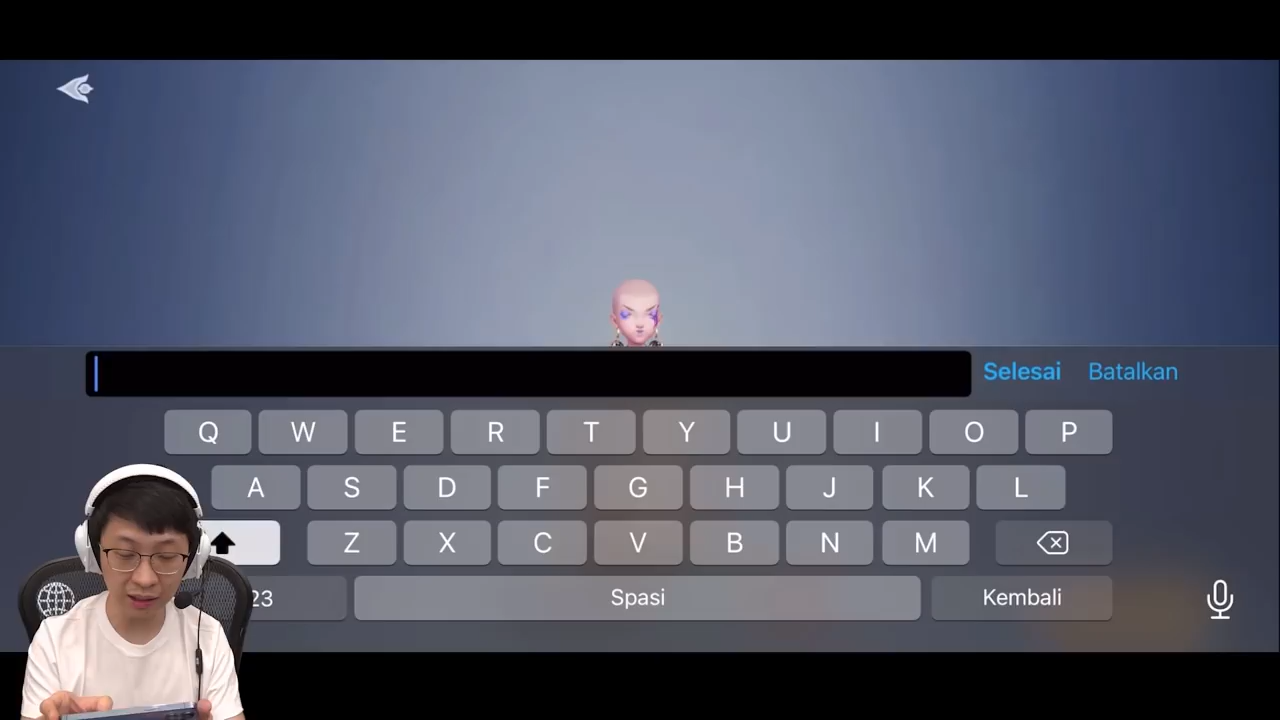 Selesai Batalkan
Q W E R T Y U I O P
A S D F G H J K L
Z X C V B N M
23 Spasi Kembali